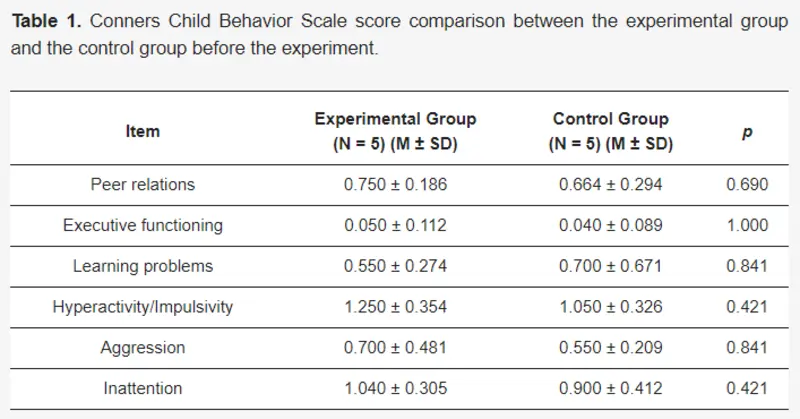 Table 1. Conners Child Behavior Scale score comparison between the experimental group
and the control group before the experiment.
Item Experimental Group (N = 5) (M ± SD) Control Group (N = 5) (M ± SD) p
Peer relations 0.750 ± 0.186 0.664 ± 0.294 0.690
Executive functioning 0.050 ± 0.112 0.040 ± 0.089 1.000
Learning problems 0.550 ± 0.274 0.700 ± 0.671 0.841
Hyperactivity/Impulsivity 1.250 ± 0.354 1.050 ± 0.326 0.421
Aggression 0.700 ± 0.481 0.550 ± 0.209 0.841
Inattention 1.040 ± 0.305 0.900 ± 0.412 0.421